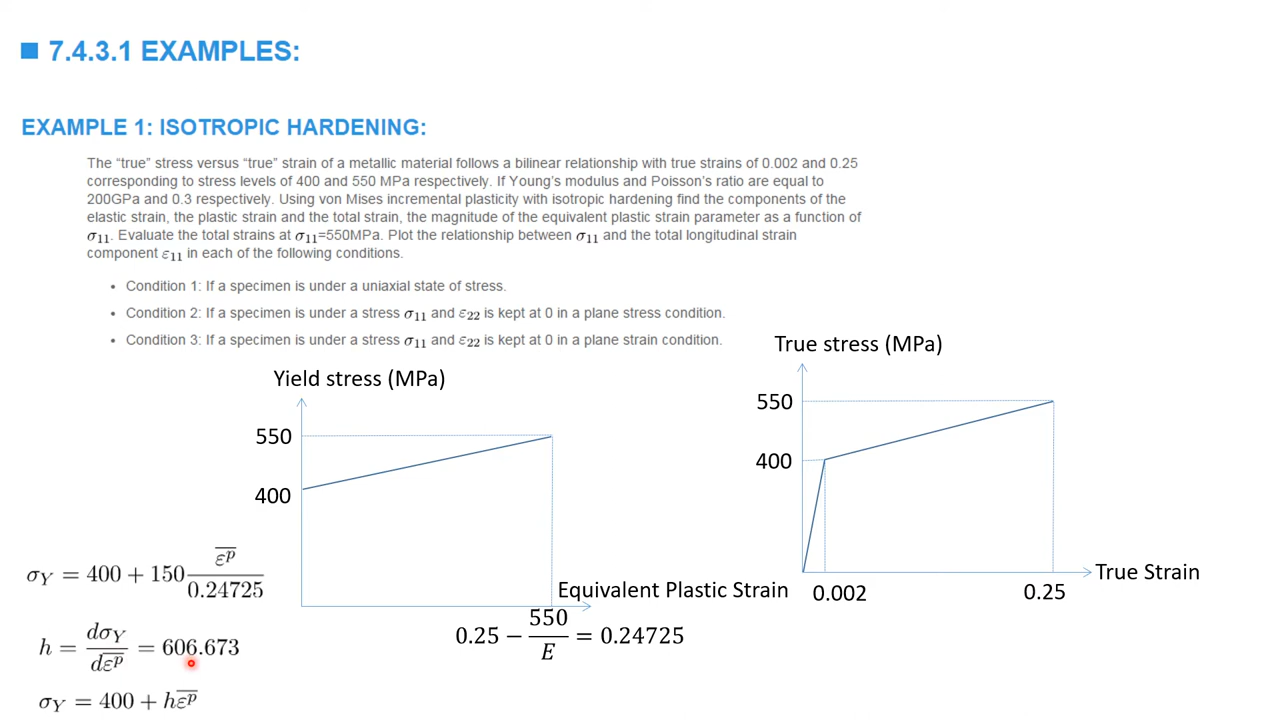 7.4.3.1 EXAMPLES:
EXAMPLE 1: ISOTROPIC HARDENING:
The “true” stress versus “true” strain of a metallic material follows a bilinear relationship with true strains of 0.002 and 0.25
corresponding to stress levels of 400 and 550 MPa respectively. If Young’s modulus and Poisson’s ratio are equal to
200GPa and 0.3 respectively. Using von Mises incremental plasticity with isotropic hardening find the components of the
elastic strain, the plastic strain and the total strain, the magnitude of the equivalent plastic strain parameter as a function of
σ₁₁. Evaluate the total strains at σ₁₁=550MPa. Plot the relationship between σ₁₁ and the total longitudinal strain
component ε₁₁ in each of the following conditions.
• Condition 1: If a specimen is under a uniaxial state of stress.
• Condition 2: If a specimen is under a stress σ₁₁ and ε₂₂ is kept at 0 in a plane stress condition.
• Condition 3: If a specimen is under a stress σ₁₁ and ε₂₂ is kept at 0 in a plane strain condition.
Yield stress (MPa)
550
400
Equivalent Plastic Strain
0.25 − 550/E = 0.24725
True stress (MPa)
550
400
True Strain
0.002
0.25
σ_Y = 400 + 150 \overline{ε^p}/0.24725
h = dσ_Y/d\overline{ε^p} = 606.673
σ_Y = 400 + h\overline{ε^p}